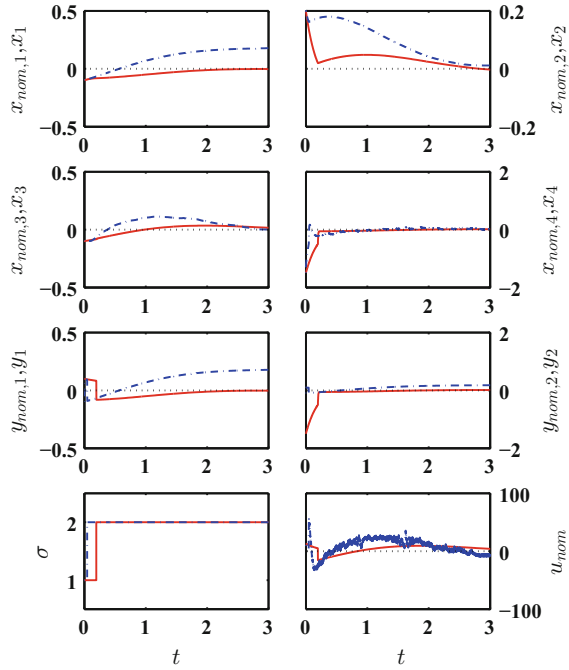 0.5 0.2
x_{nom,1},x_1 0 0 x_{nom,2},x_2
−0.5 −0.2
0 1 2 3 0 1 2 3
0.5 2
x_{nom,3},x_3 0 0 x_{nom,4},x_4
−0.5 −2
0 1 2 3 0 1 2 3
0.5 2
y_{nom,1},y_1 0 0 y_{nom,2},y_2
−0.5 −2
0 1 2 3 0 1 2 3
100
2
σ 0 u_{nom}
1
−100
0 1 2 3 0 1 2 3
t t